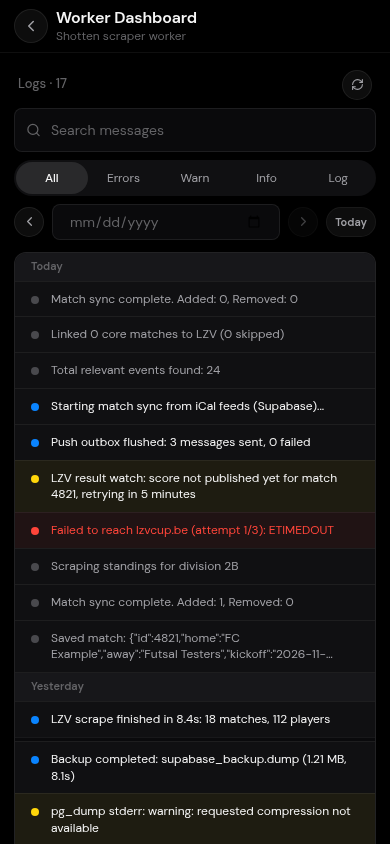 Worker Dashboard
Shotten scraper worker
Logs · 17
Search messages
All
Errors
Warn
Info
Log
mm/dd/yyyy
Today
Today
Match sync complete. Added: 0, Removed: 0
Linked 0 core matches to LZV (0 skipped)
Total relevant events found: 24
Starting match sync from iCal feeds (Supabase)...
Push outbox flushed: 3 messages sent, 0 failed
LZV result watch: score not published yet for match
4821, retrying in 5 minutes
Failed to reach lzvcup.be (attempt 1/3): ETIMEDOUT
Scraping standings for division 2B
Match sync complete. Added: 1, Removed: 0
Saved match: {"id":4821,"home":"FC
Example","away":"Futsal Testers","kickoff":"2026-11-...
Yesterday
LZV scrape finished in 8.4s: 18 matches, 112 players
Backup completed: supabase_backup.dump (1.21 MB,
8.1s)
pg_dump stderr: warning: requested compression not
available